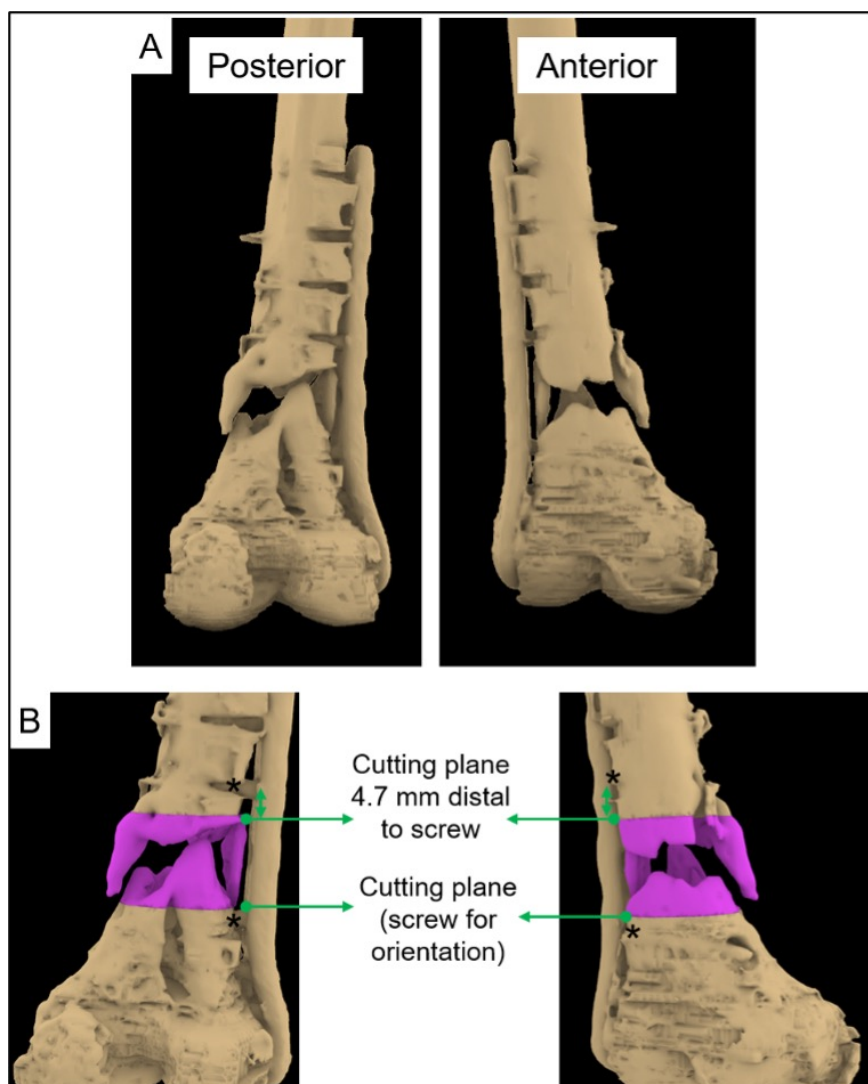 A
Posterior
Anterior
B
Cutting plane
4.7 mm distal
to screw
Cutting plane
(screw for
orientation)
*
*
*
*